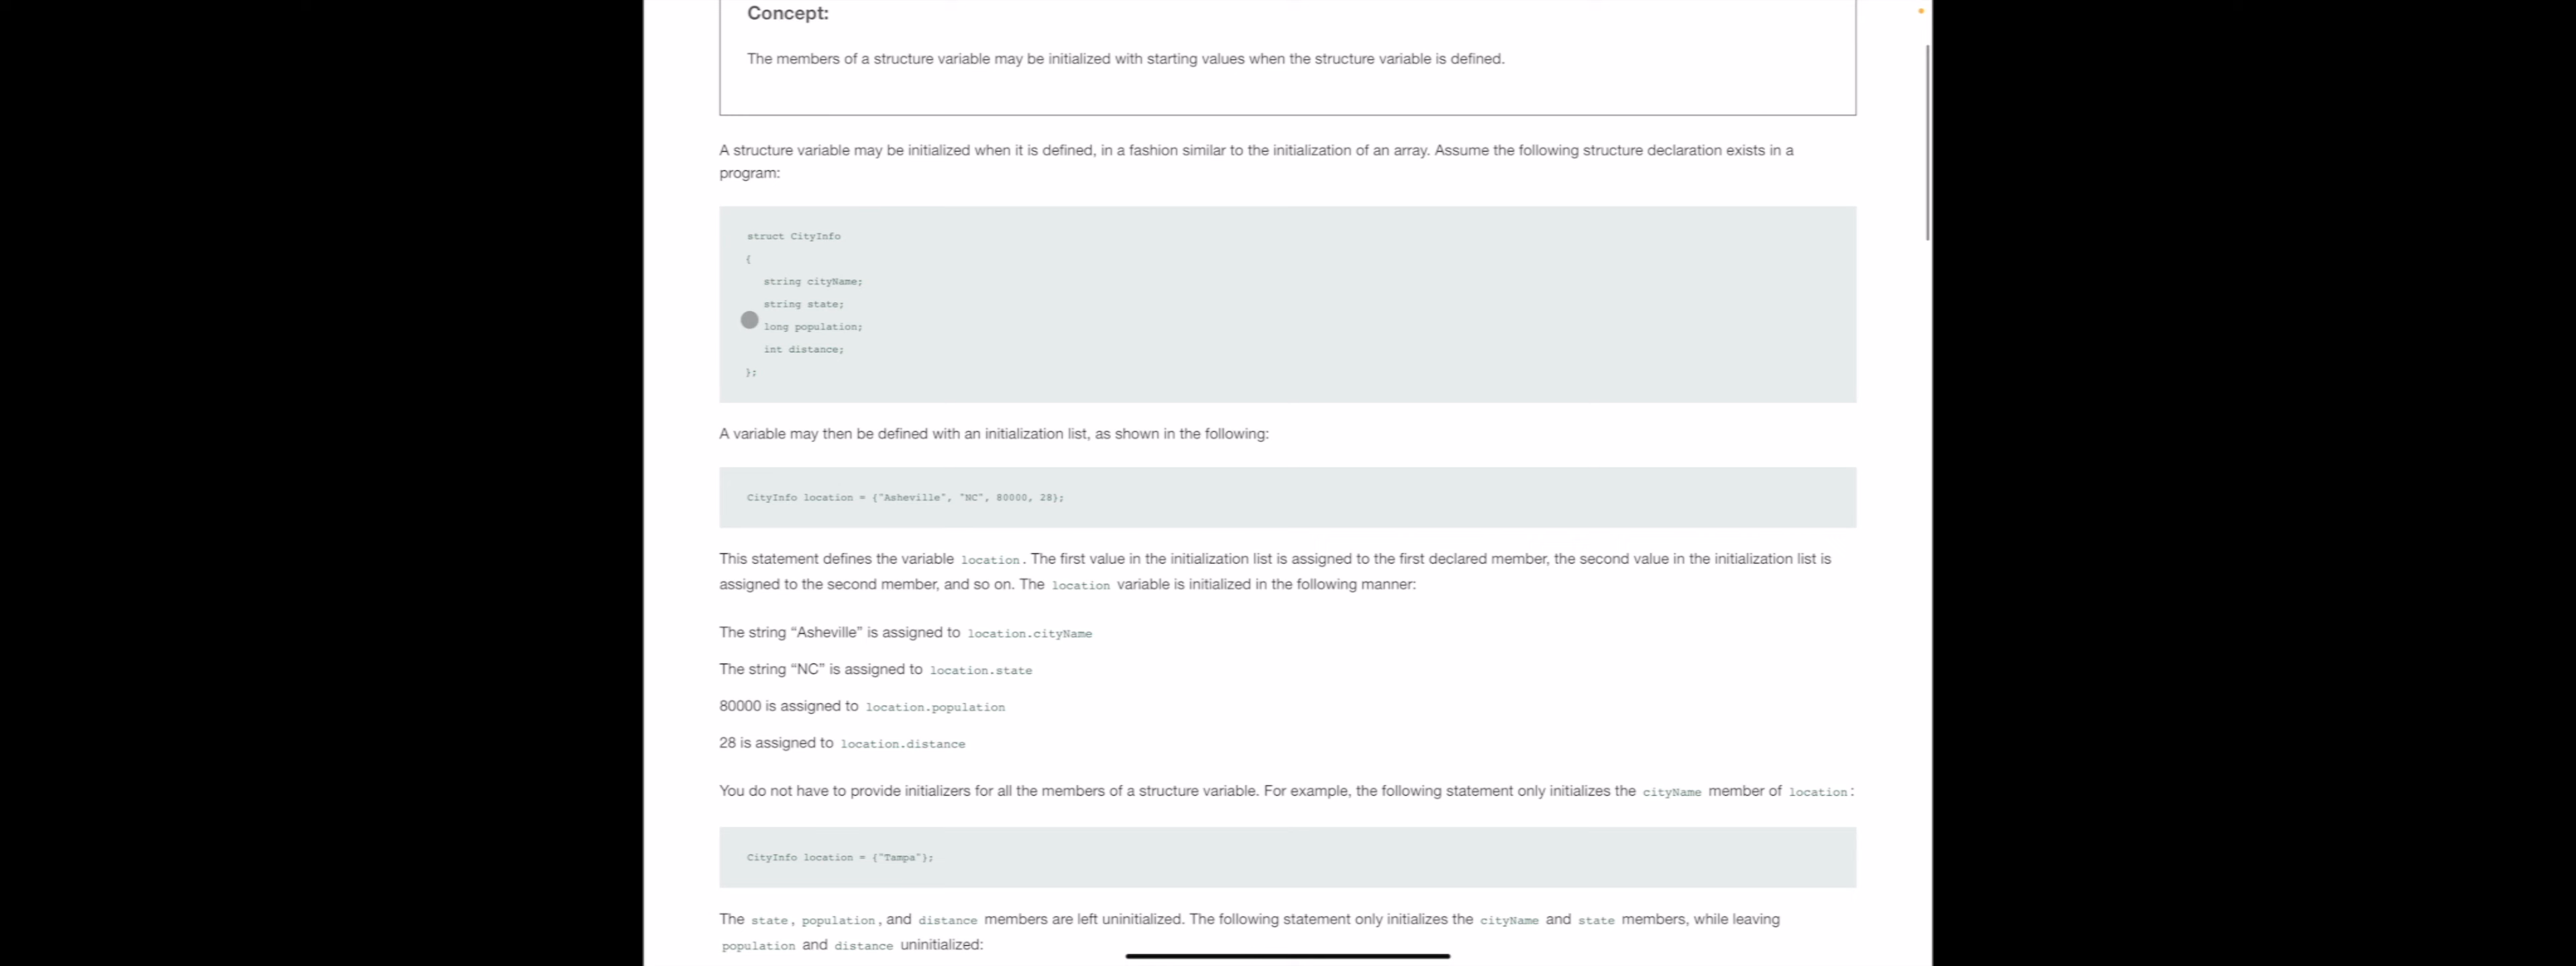 Concept:
The members of a structure variable may be initialized with starting values when the structure variable is defined.
A structure variable may be initialized when it is defined, in a fashion similar to the initialization of an array. Assume the following structure declaration exists in a
program:
struct CityInfo
{
string cityName;
string state;
long population;
int distance;
};
A variable may then be defined with an initialization list, as shown in the following:
CityInfo location = {"Asheville", "NC", 80000, 28};
This statement defines the variable location. The first value in the initialization list is assigned to the first declared member, the second value in the initialization list is
assigned to the second member, and so on. The location variable is initialized in the following manner:
The string “Asheville” is assigned to location.cityName
The string “NC” is assigned to location.state
80000 is assigned to location.population
28 is assigned to location.distance
You do not have to provide initializers for all the members of a structure variable. For example, the following statement only initializes the cityName member of location:
CityInfo location = {"Tampa"};
The state, population, and distance members are left uninitialized. The following statement only initializes the cityName and state members, while leaving
population and distance uninitialized: